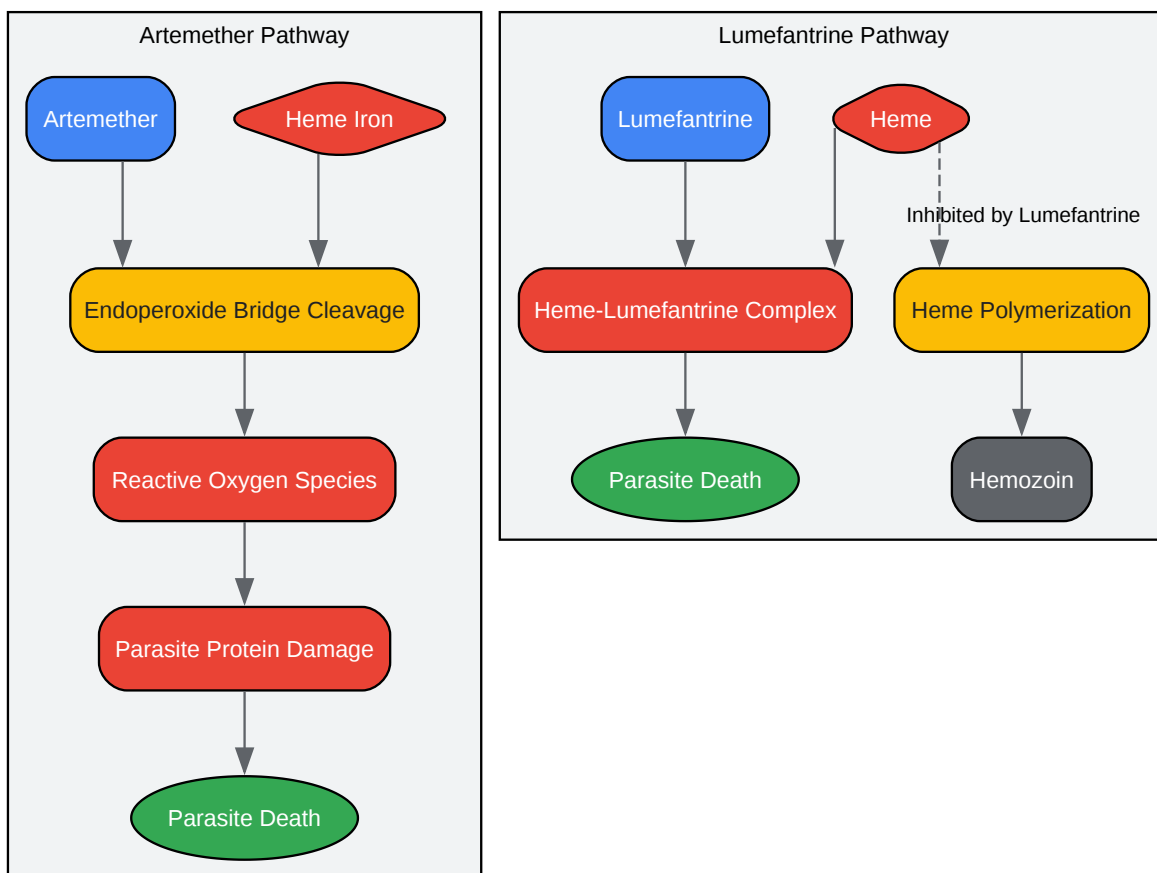 Artemether Pathway
Artemether
Heme Iron
Endoperoxide Bridge Cleavage
Reactive Oxygen Species
Parasite Protein Damage
Parasite Death
Lumefantrine Pathway
Lumefantrine
Heme
Inhibited by Lumefantrine
Heme-Lumefantrine Complex
Heme Polymerization
Parasite Death
Hemozoin